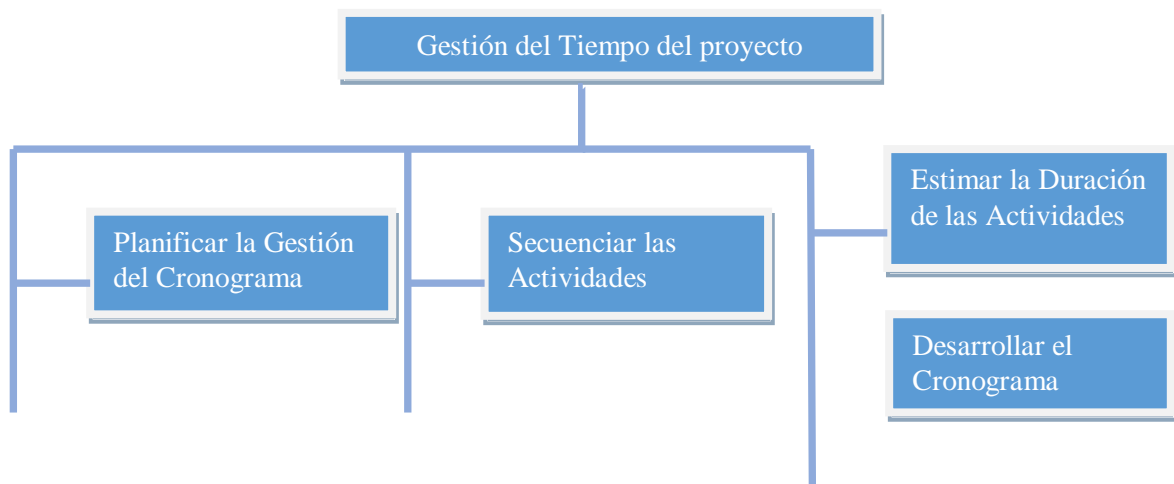 Gestión del Tiempo del proyecto
Planificar la Gestión
del Cronograma
Secuenciar las
Actividades
Estimar la Duración
de las Actividades
Desarrollar el
Cronograma